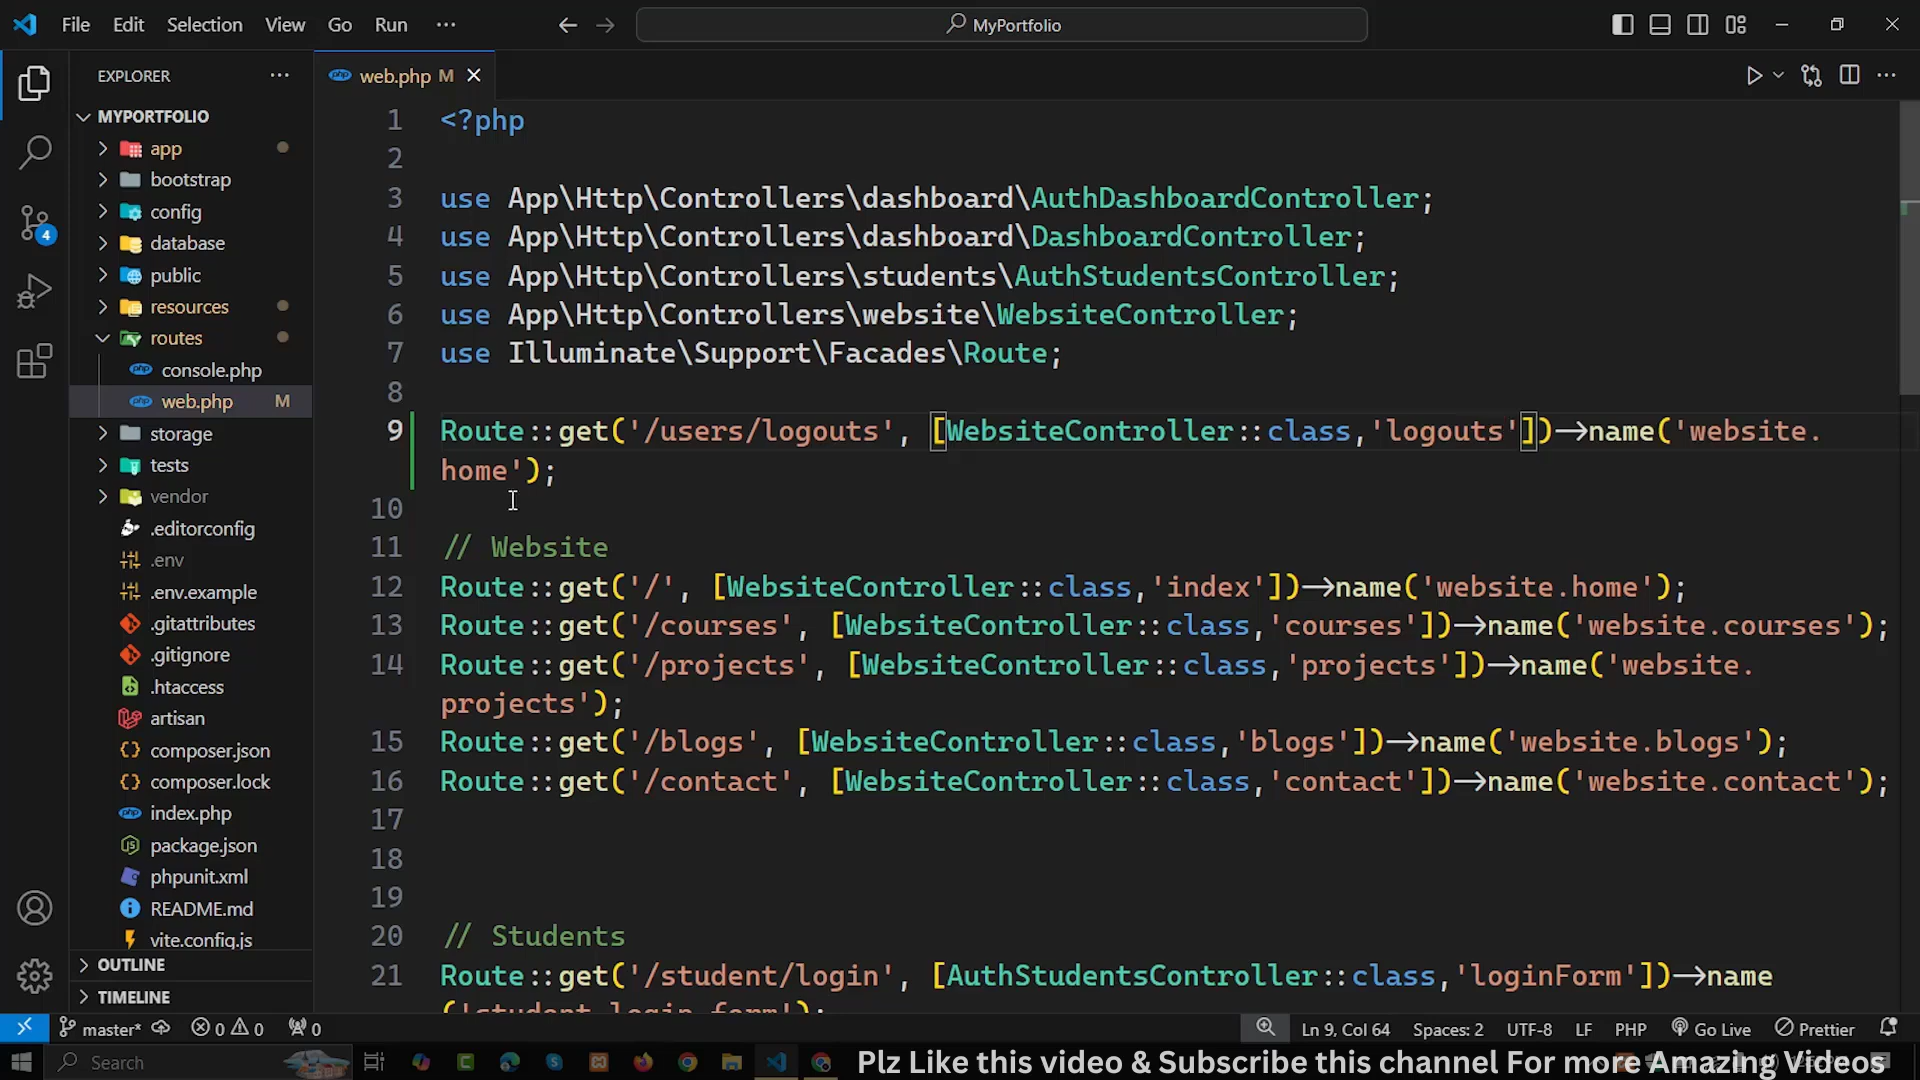 File Edit Selection View Go Run ···
MyPortfolio
EXPLORER ···
web.php M
MYPORTFOLIO
app
bootstrap
config
database
public
resources
routes
console.php
web.php M
storage
tests
vendor
.editorconfig
.env
.env.example
.gitattributes
.gitignore
.htaccess
artisan
composer.json
composer.lock
index.php
package.json
phpunit.xml
README.md
vite.config.js
OUTLINE
TIMELINE
4
1 <?php
2
3 use App\Http\Controllers\dashboard\AuthDashboardController;
4 use App\Http\Controllers\dashboard\DashboardController;
5 use App\Http\Controllers\students\AuthStudentsController;
6 use App\Http\Controllers\website\WebsiteController;
7 use Illuminate\Support\Facades\Route;
8
9 Route::get('/users/logouts', [WebsiteController::class,'logouts'])->name('website.
home');
10
11 // Website
12 Route::get('/', [WebsiteController::class,'index'])->name('website.home');
13 Route::get('/courses', [WebsiteController::class,'courses'])->name('website.courses');
14 Route::get('/projects', [WebsiteController::class,'projects'])->name('website.
projects');
15 Route::get('/blogs', [WebsiteController::class,'blogs'])->name('website.blogs');
16 Route::get('/contact', [WebsiteController::class,'contact'])->name('website.contact');
17
18
19
20 // Students
21 Route::get('/student/login', [AuthStudentsController::class,'loginForm'])->name
('student.login.form');
master* 0 0 0 Ln 9, Col 64 Spaces: 2 UTF-8 LF PHP Go Live Prettier
Search
Plz Like this video & Subscribe this channel For more Amazing Videos